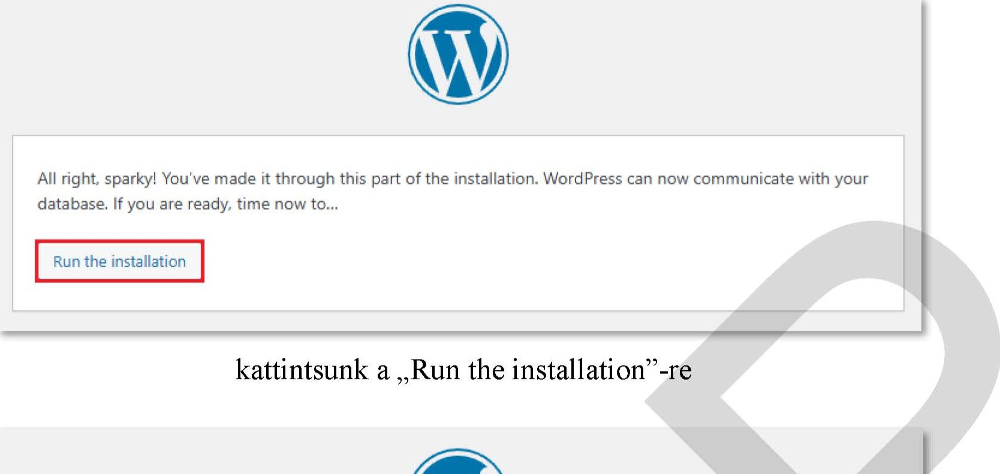 All right, sparky! You've made it through this part of the installation. WordPress can now communicate with your
database. If you are ready, time now to...
Run the installation
kattintsunk a „Run the installation”-re